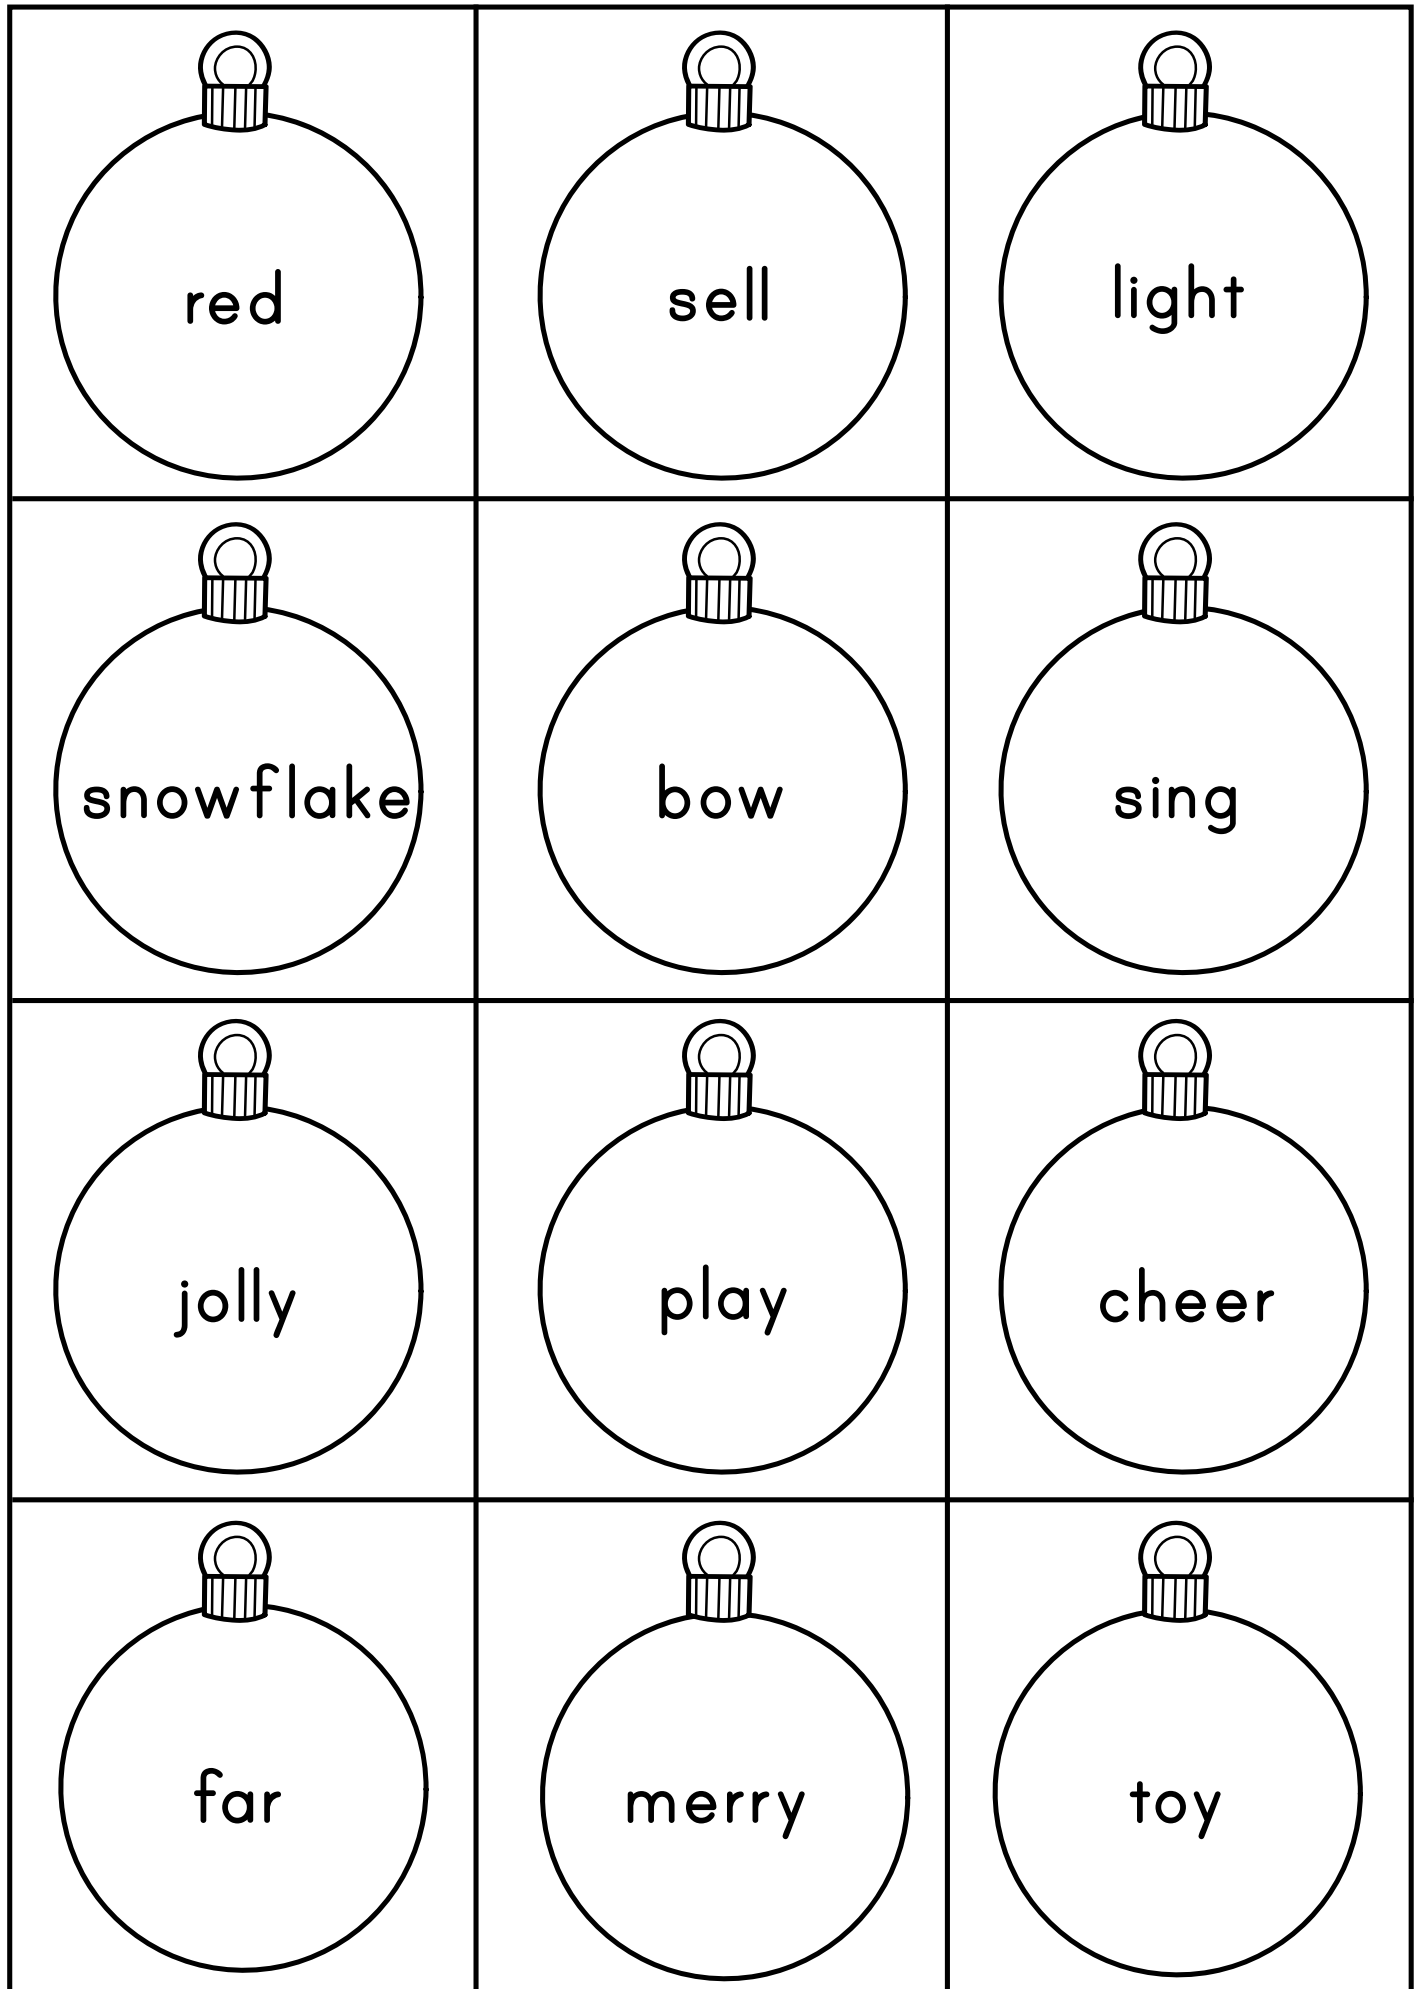 red
sell
light
snowflake
bow
sing
jolly
play
cheer
far
merry
toy